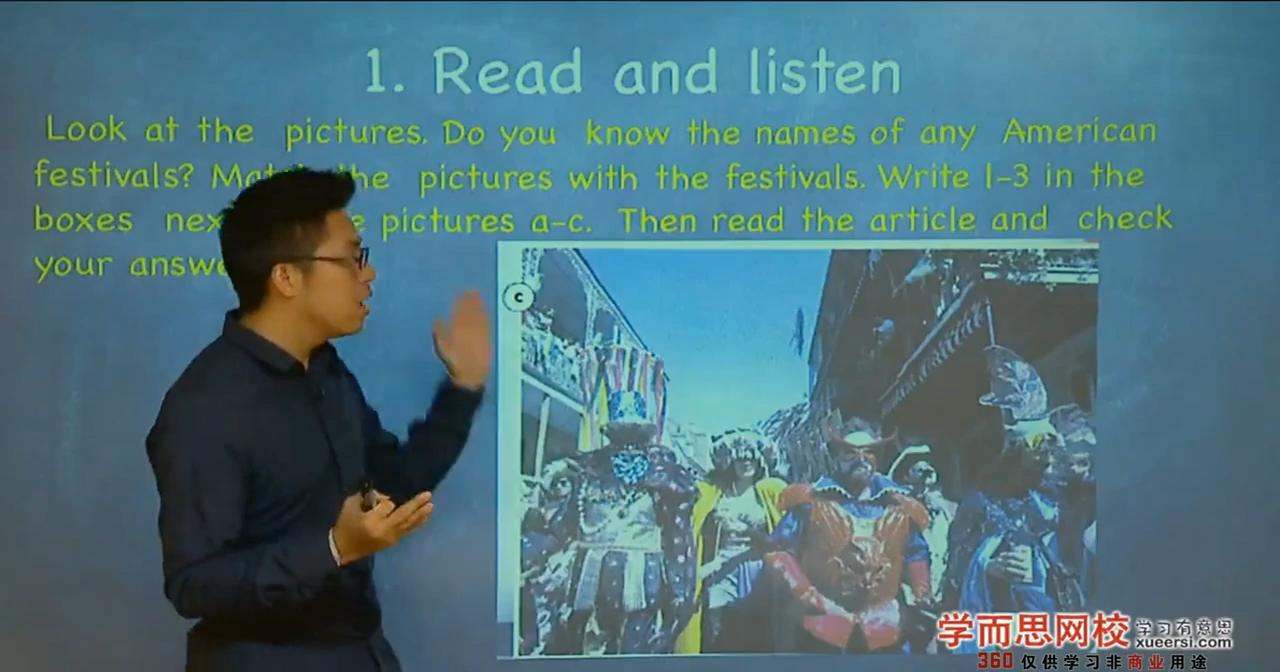 1. Read and listen
Look at the pictures. Do you know the names of any American
festivals? the pictures with the festivals. Write 1-3 in the
boxes pictures a-c. Then read the article and check
your
c
学而思网校 学习有意思
xueersi.com
360 仅供学习非商业用途